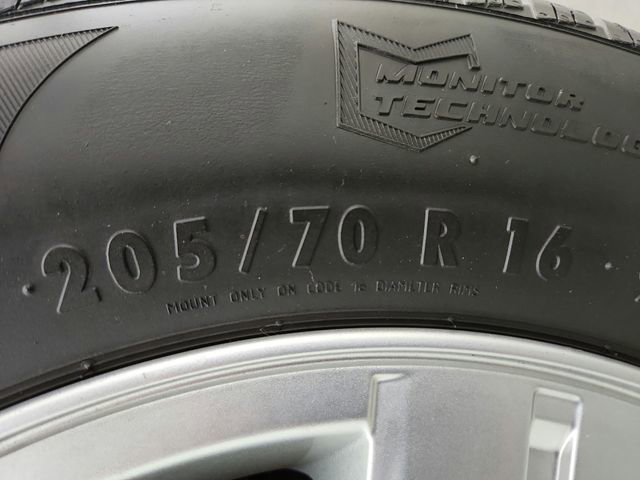 MONITOR
TECHNOLOG
205/70 R 16
MOUNT ONLY ON CODE 16 DIAMETER RIMS